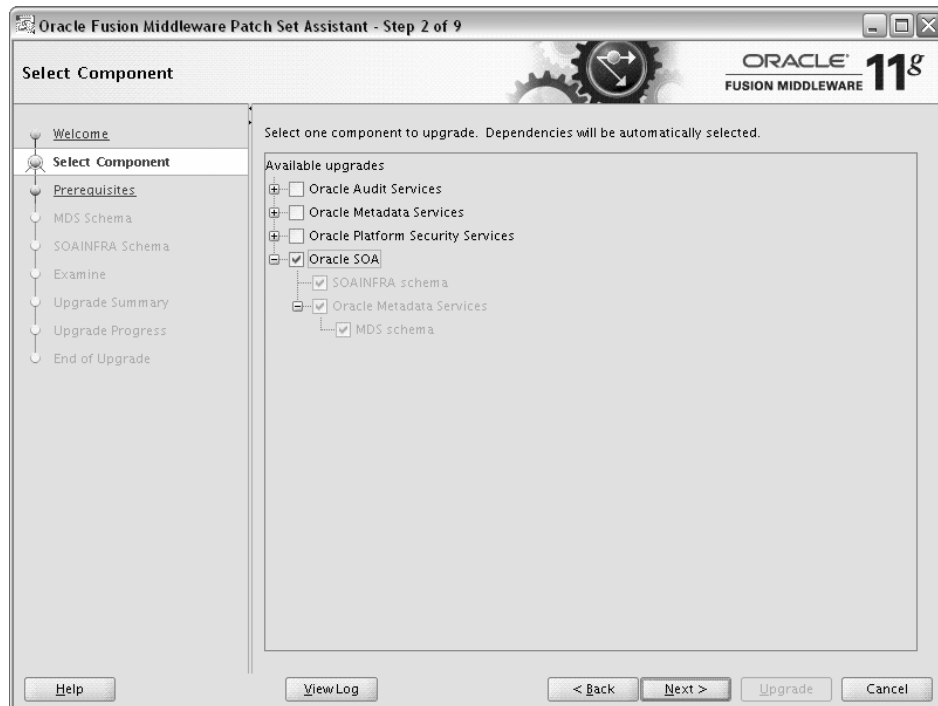 Oracle Fusion Middleware Patch Set Assistant - Step 2 of 9
Select Component
ORACLE®
FUSION MIDDLEWARE 11g
Welcome
Select Component
Prerequisites
MDS Schema
SOAINFRA Schema
Examine
Upgrade Summary
Upgrade Progress
End of Upgrade
Select one component to upgrade. Dependencies will be automatically selected.
Available upgrades
Oracle Audit Services
Oracle Metadata Services
Oracle Platform Security Services
Oracle SOA
SOAINFRA schema
Oracle Metadata Services
MDS schema
Help
View Log
< Back
Next >
Upgrade
Cancel